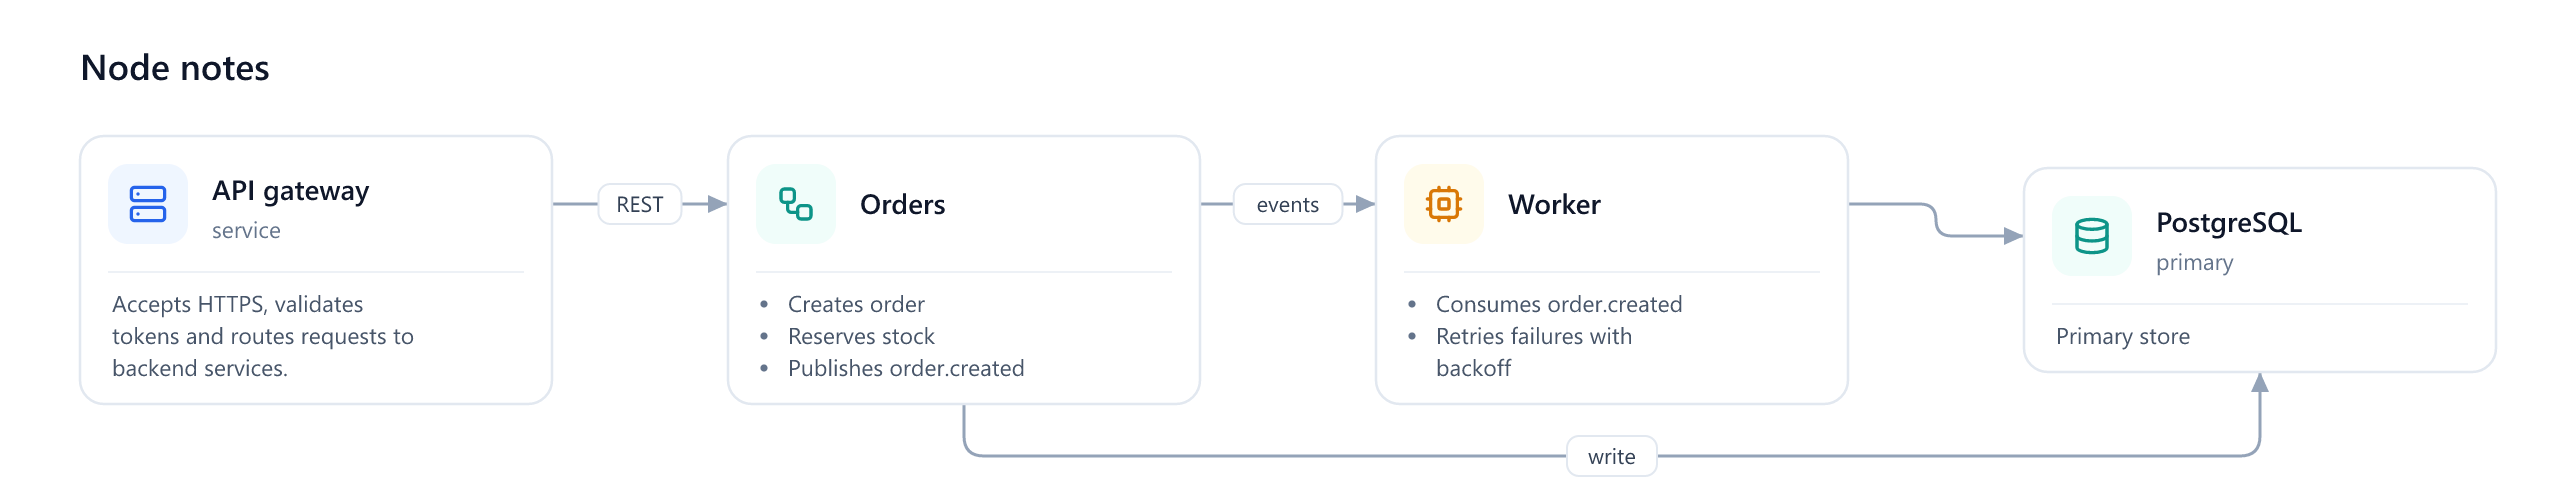 Node notes
API gateway
service
Accepts HTTPS, validates
tokens and routes requests to
backend services.
REST
Orders
• Creates order
• Reserves stock
• Publishes order.created
events
Worker
• Consumes order.created
• Retries failures with
backoff
PostgreSQL
primary
Primary store
write